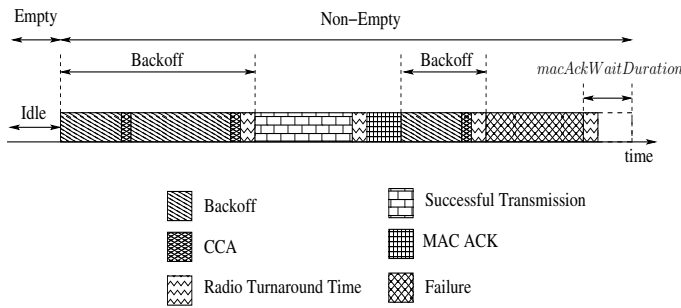 Empty
Non−Empty
Backoff
Backoff
macAckWaitDuration
Idle
time
Backoff
Successful Transmission
CCA
MAC ACK
Radio Turnaround Time
Failure